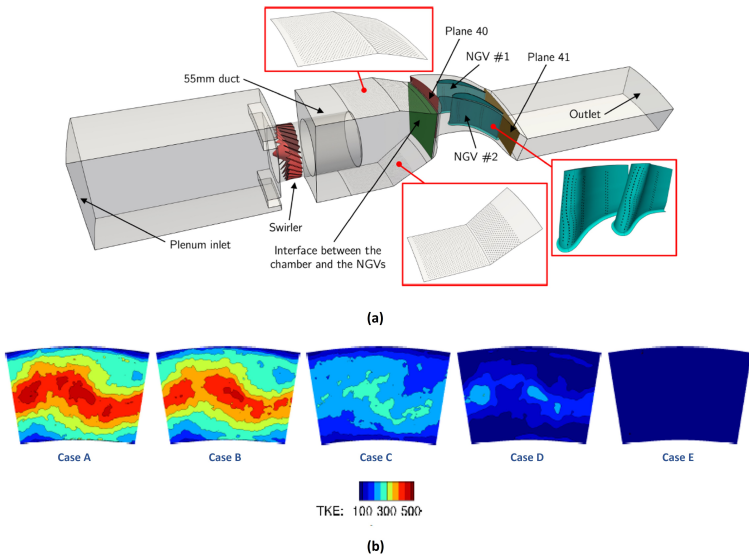 Plane 40
NGV #1
Plane 41
55mm duct
Outlet
NGV #2
Swirler
Plenum inlet
Interface between the
chamber and the NGVs
(a)
Case A Case B Case C Case D Case E
TKE: 100 300 500
(b)